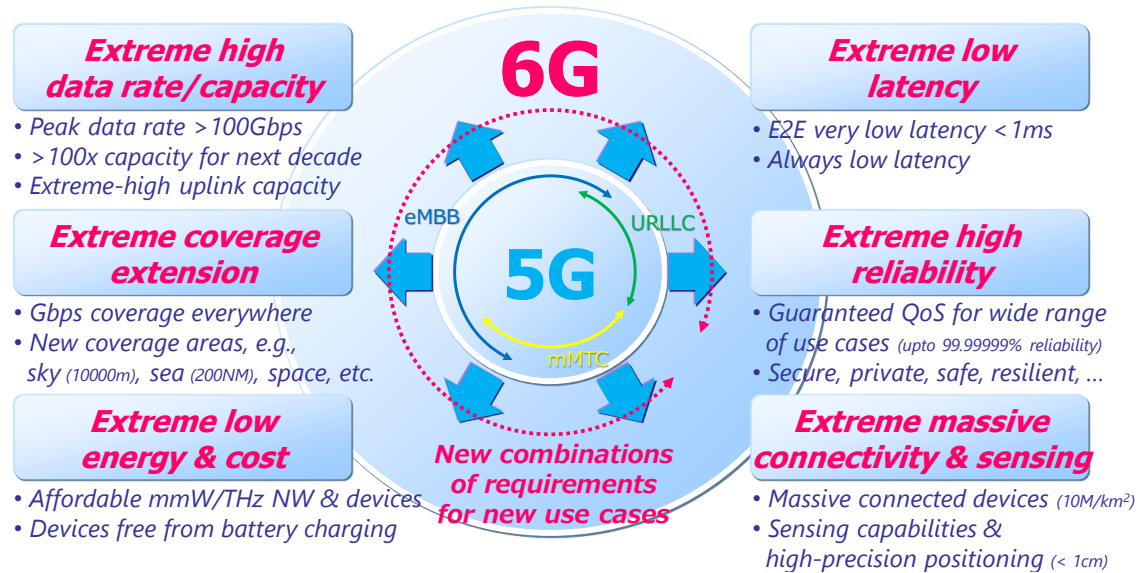 Extreme high
data rate/capacity
• Peak data rate >100Gbps
• >100x capacity for next decade
• Extreme-high uplink capacity
Extreme coverage
extension
• Gbps coverage everywhere
• New coverage areas, e.g.,
sky (10000m), sea (200NM), space, etc.
Extreme low
energy & cost
• Affordable mmW/THz NW & devices
• Devices free from battery charging
6G
eMBB
URLLC
5G
mMTC
New combinations
of requirements
for new use cases
Extreme low
latency
• E2E very low latency <1ms
• Always low latency
Extreme high
reliability
• Guaranteed QoS for wide range
of use cases (upto 99.99999% reliability)
• Secure, private, safe, resilient, ...
Extreme massive
connectivity & sensing
• Massive connected devices (10M/km²)
• Sensing capabilities &
high-precision positioning (< 1cm)